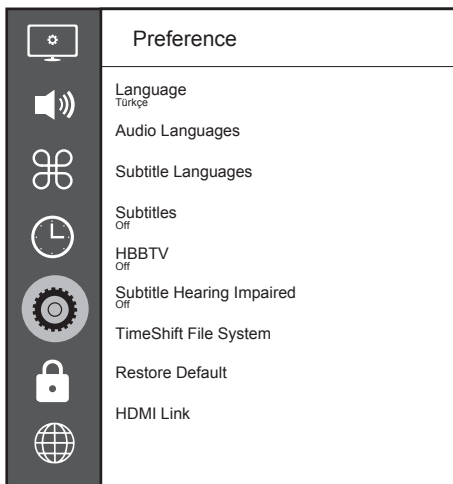 Preference
Language
Türkçe
Audio Languages
Subtitle Languages
Subtitles
Off
HBBTV
Off
Subtitle Hearing Impaired
Off
TimeShift File System
Restore Default
HDMI Link